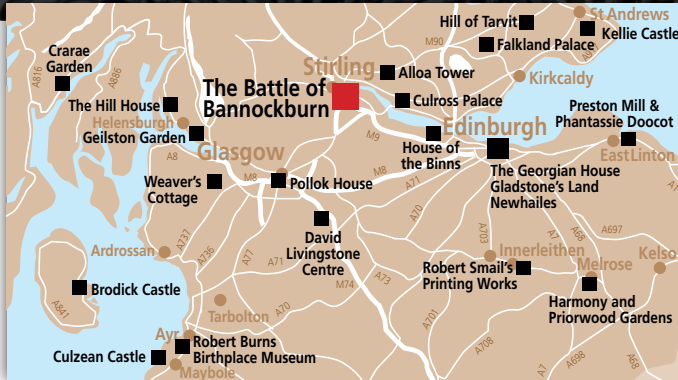 Crarae
Garden
A816
A886
The Hill House
Helensburgh
Geilston Garden
A8
Glasgow
Weaver's
Cottage
M8
Pollok House
David
Livingstone
Centre
The Battle of
Bannockburn
Stirling
Alloa Tower
Culross Palace
M90
Hill of Tarvit
Falkland Palace
St Andrews
Kellie Castle
Kirkcaldy
M9
House of
the Binns
Edinburgh
The Georgian House
Gladstone's Land
Newhailes
Preston Mill &
Phantassie Doocot
East Linton
M8
A71
A70
A703
A7
A68
A697
Innerleithen
Robert Smail's
Printing Works
Melrose
Kelso
Harmony and
Priorwood Gardens
Ardrossan
A737
A736
A77
A71
M74
A73
A701
A708
A7
A698
A68
Brodick Castle
A841
Tarbolton
A70
Ayr
Robert Burns
Birthplace Museum
Culzean Castle
Maybole